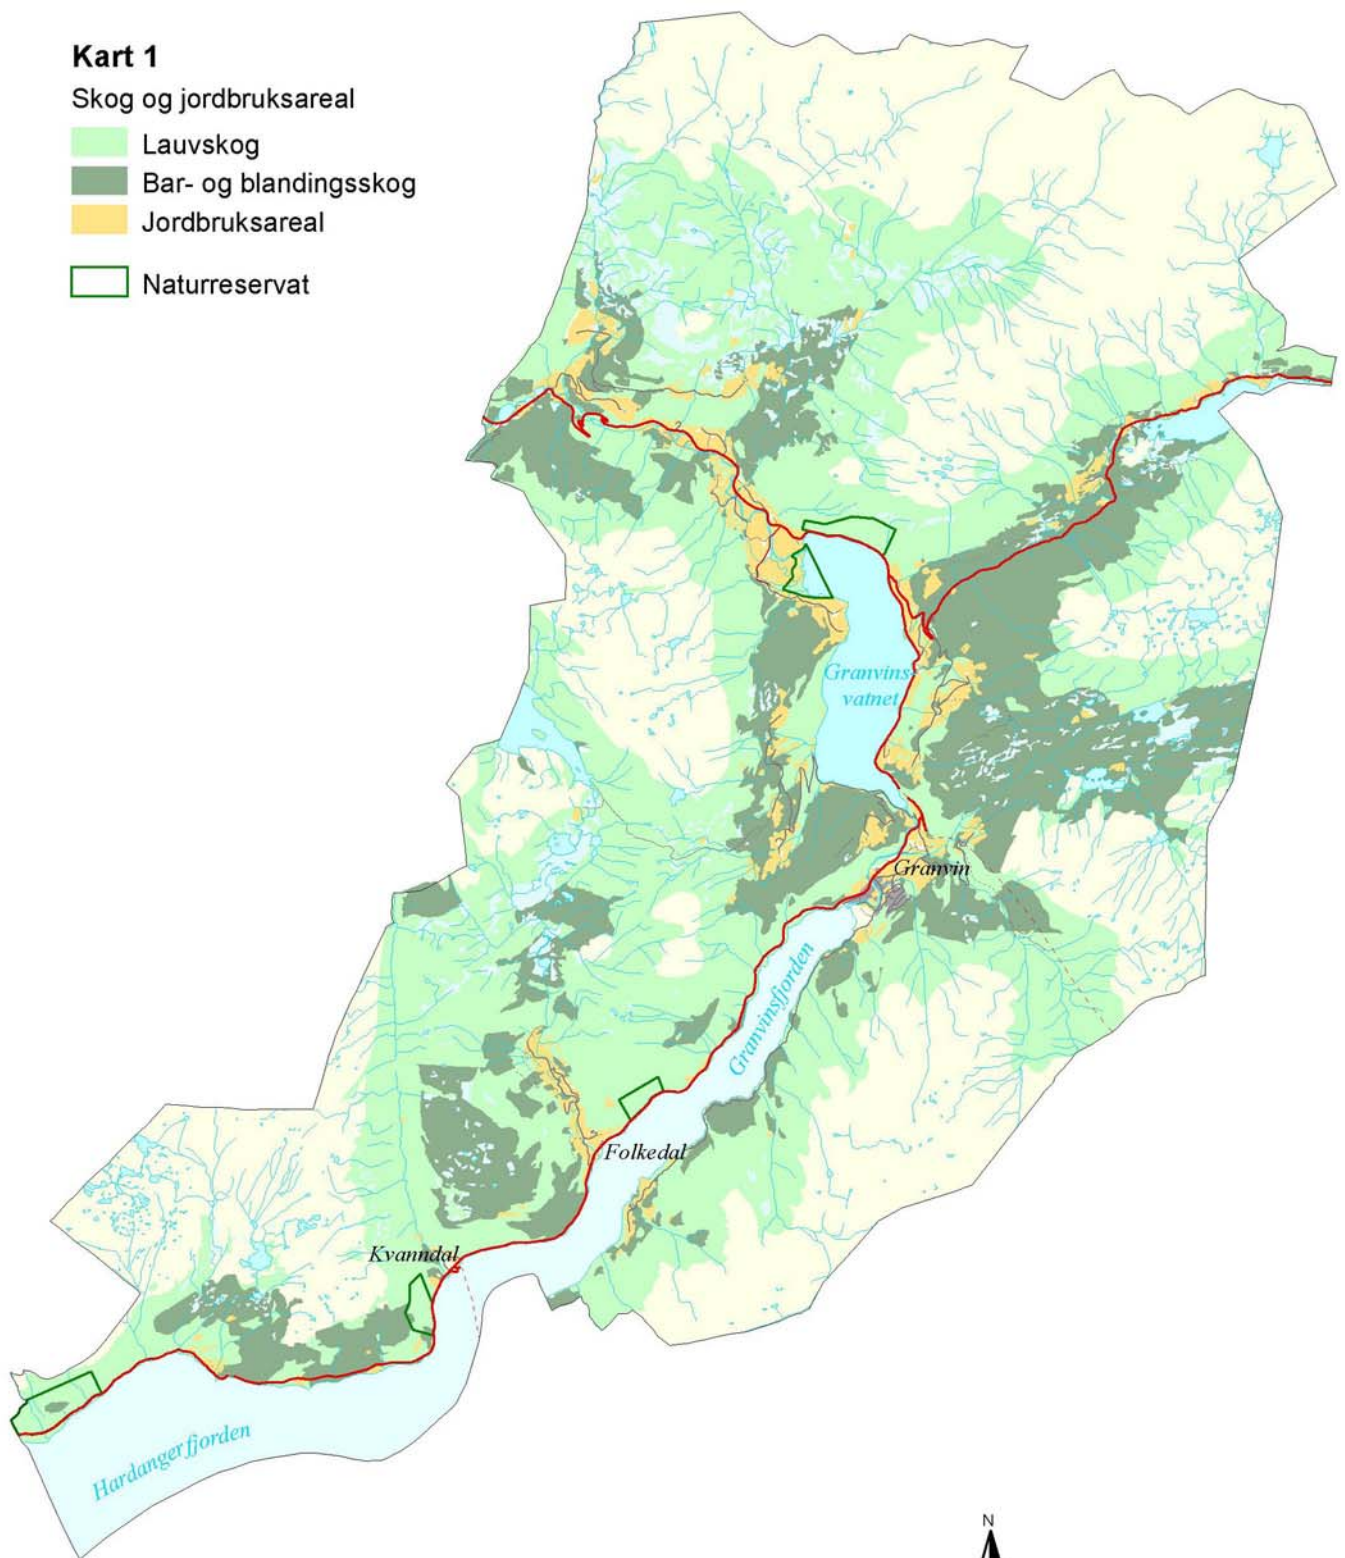 Kart 1
Skog og jordbruksareal
Lauvskog
Bar- og blandingsskog
Jordbruksareal
Naturreservat
Granvins-
vatnet
Granvin
Granvinsfjorden
Folkedal
Kvanndal
Hardangerfjorden
N